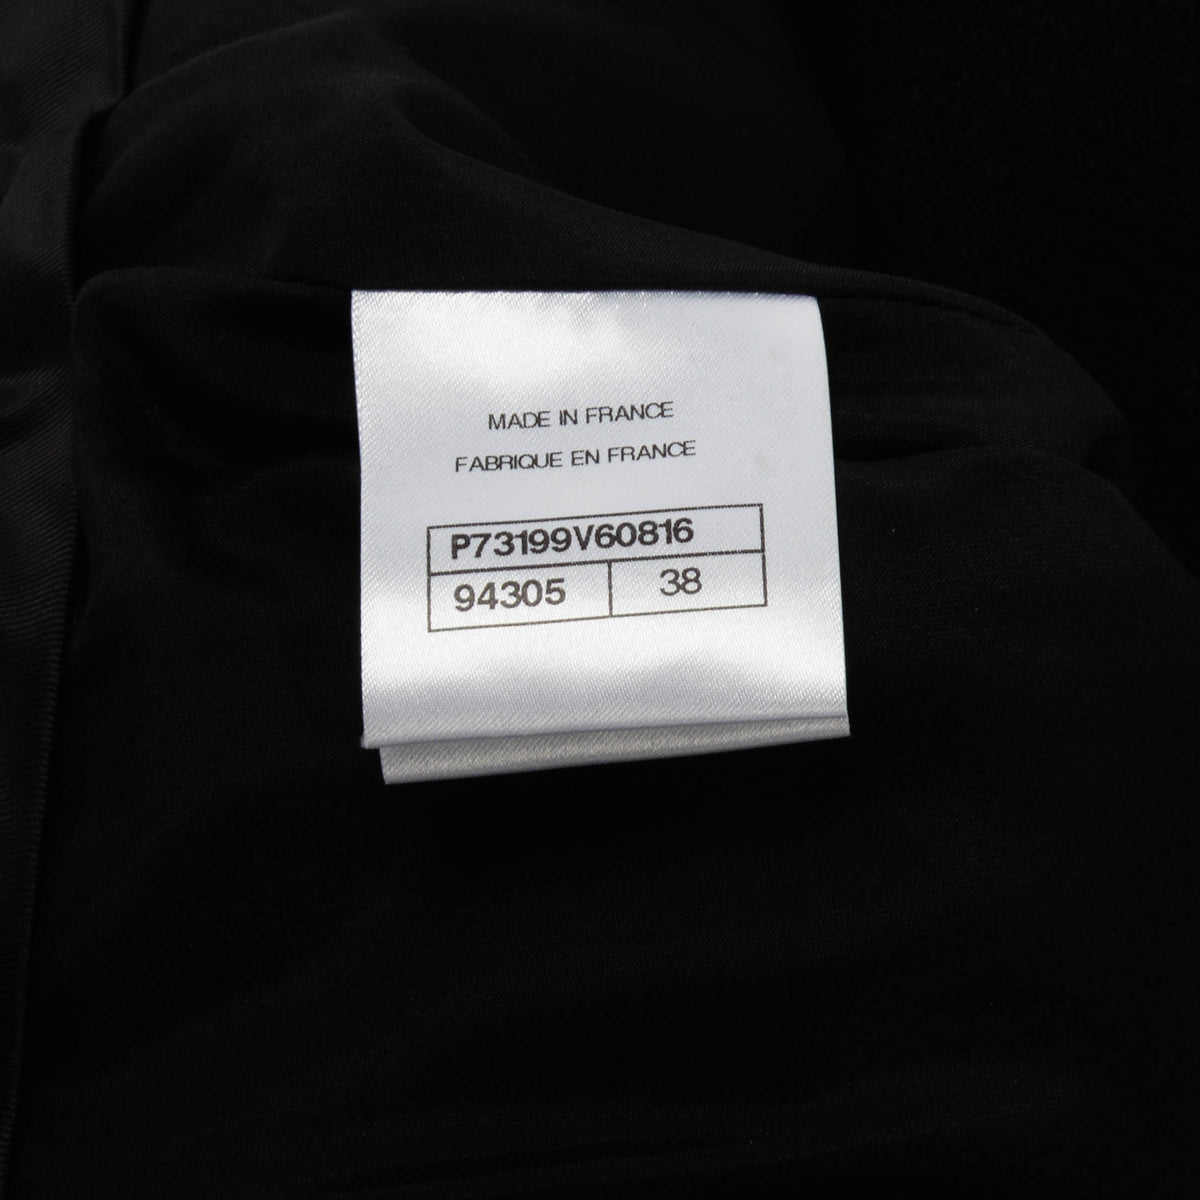 MADE IN FRANCE
FABRIQUE EN FRANCE
P73199V60816
94305 38